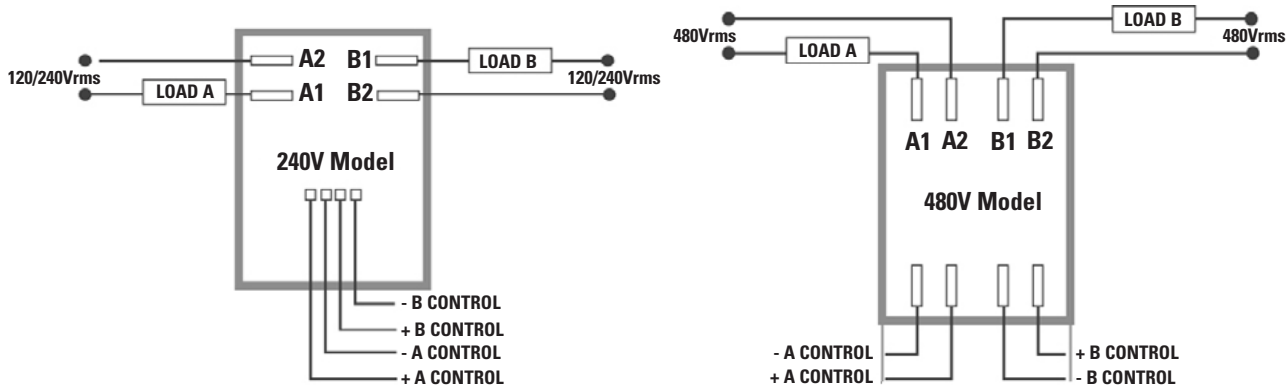 A2 B1
LOAD B
120/240Vrms
120/240Vrms
LOAD A
A1 B2
240V Model
- B CONTROL
+ B CONTROL
- A CONTROL
+ A CONTROL
LOAD B
480Vrms
480Vrms
LOAD A
A1 A2 B1 B2
480V Model
- A CONTROL
+ B CONTROL
+ A CONTROL
- B CONTROL